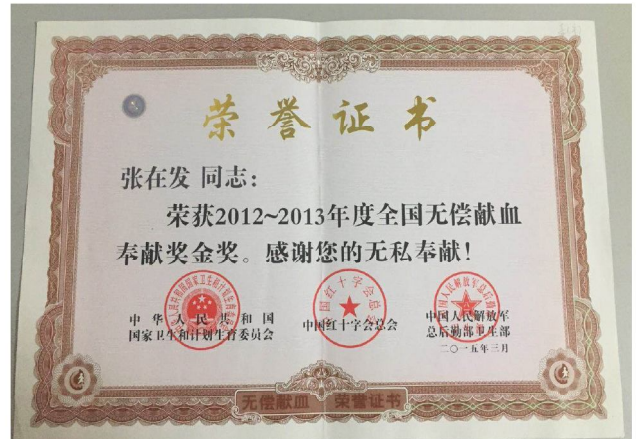 荣誉证书
张在发 同志：
荣获2012~2013年度全国无偿献血
奉献奖金奖。感谢您的无私奉献！
中华人民共和国
国家卫生和计划生育委员会
中国红十字会总会
中国人民解放军
总后勤部卫生部
二〇一五年三月
无偿献血 荣誉证书